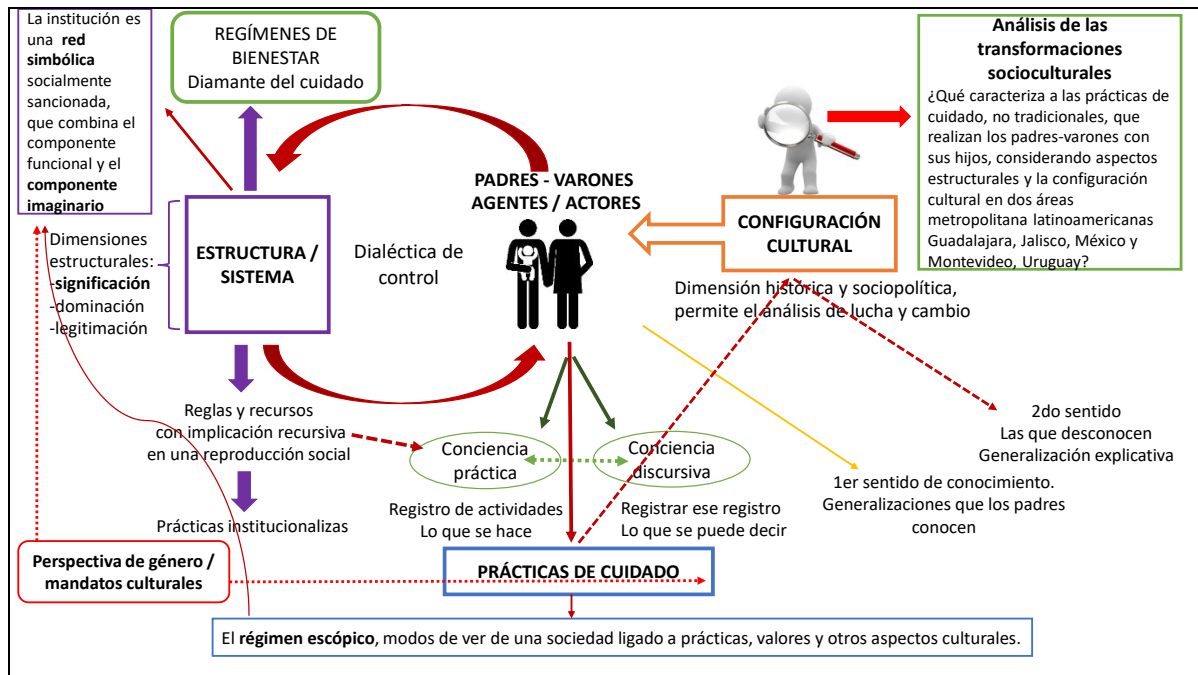 La institución es
una red
simbólica
socialmente
sancionada,
que combina el
componente
funcional y el
componente
imaginario
REGÍMENES DE
BIENESTAR
Diamante del cuidado
Análisis de las
transformaciones
socioculturales
¿Qué caracteriza a las prácticas de
cuidado, no tradicionales, que
realizan los padres-varones con
sus hijos, considerando aspectos
estructurales y la configuración
cultural en dos áreas
metropolitana latinoamericanas
Guadalajara, Jalisco, México y
Montevideo, Uruguay?
PADRES - VARONES
AGENTES / ACTORES
CONFIGURACIÓN
CULTURAL
Dimensiones
estructurales:
-significación
-dominación
-legitimación
ESTRUCTURA /
SISTEMA
Dialéctica de
control
Dimensión histórica y sociopolítica,
permite el análisis de lucha y cambio
Reglas y recursos
con implicación recursiva
en una reproducción social
Conciencia
práctica
Conciencia
discursiva
2do sentido
Las que desconocen
Generalización explicativa
1er sentido de conocimiento.
Generalizaciones que los padres
conocen
Registro de actividades
Lo que se hace
Registrar ese registro
Lo que se puede decir
Prácticas institucionalizas
Perspectiva de género /
mandatos culturales
PRÁCTICAS DE CUIDADO
El régimen escópico, modos de ver de una sociedad ligado a prácticas, valores y otros aspectos culturales.